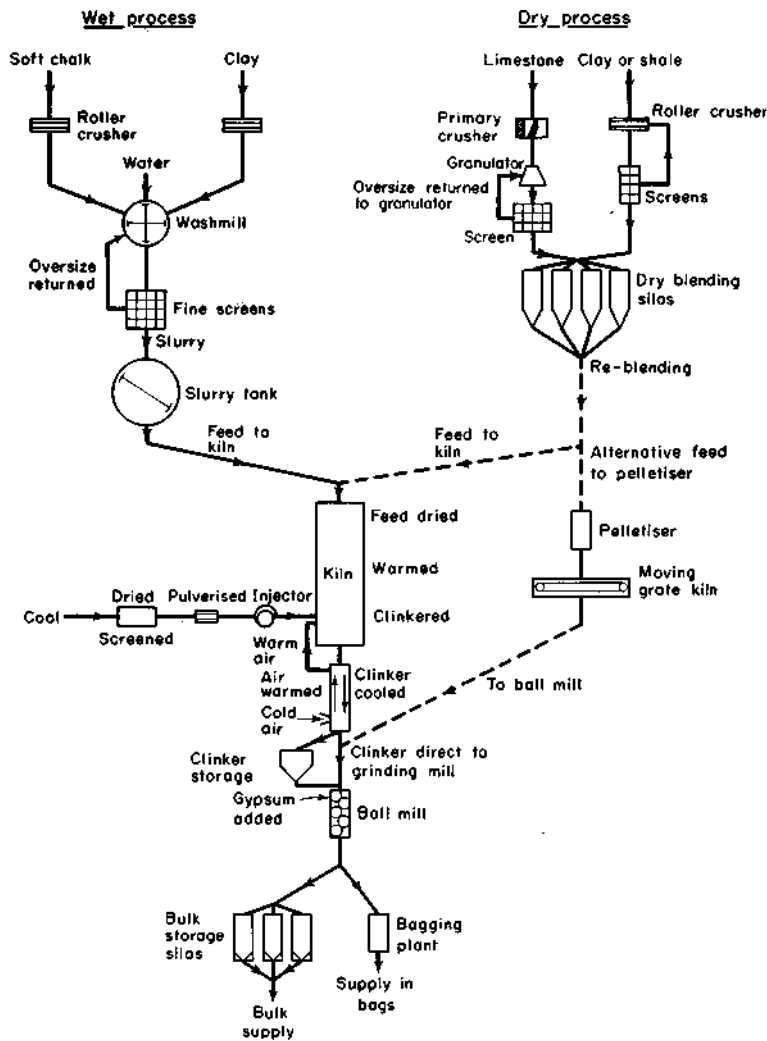 Wet process
Dry process
Soft chalk
Clay
Limestone
Clay or shale
Roller
crusher
Primary
crusher
Roller crusher
Water
Granulator
Oversize returned
to granulator
Screens
Washmill
Screen
Oversize
returned
Fine screens
Dry blending
silos
Slurry
Re-blending
Slurry tank
Feed to
kiln
Feed to
kiln
Alternative feed
to pelletiser
Feed dried
Pelletiser
Kiln
Warmed
Moving
grate kiln
Dried
Pulverised
Injector
Clinkered
Coal
Screened
Warm
air
Air
warmed
Clinker
cooled
To ball mill
Cold
air
Clinker
storage
Clinker direct to
grinding mill
Gypsum
added
Ball mill
Bulk
storage
silos
Bagging
plant
Supply in
bags
Bulk
supply